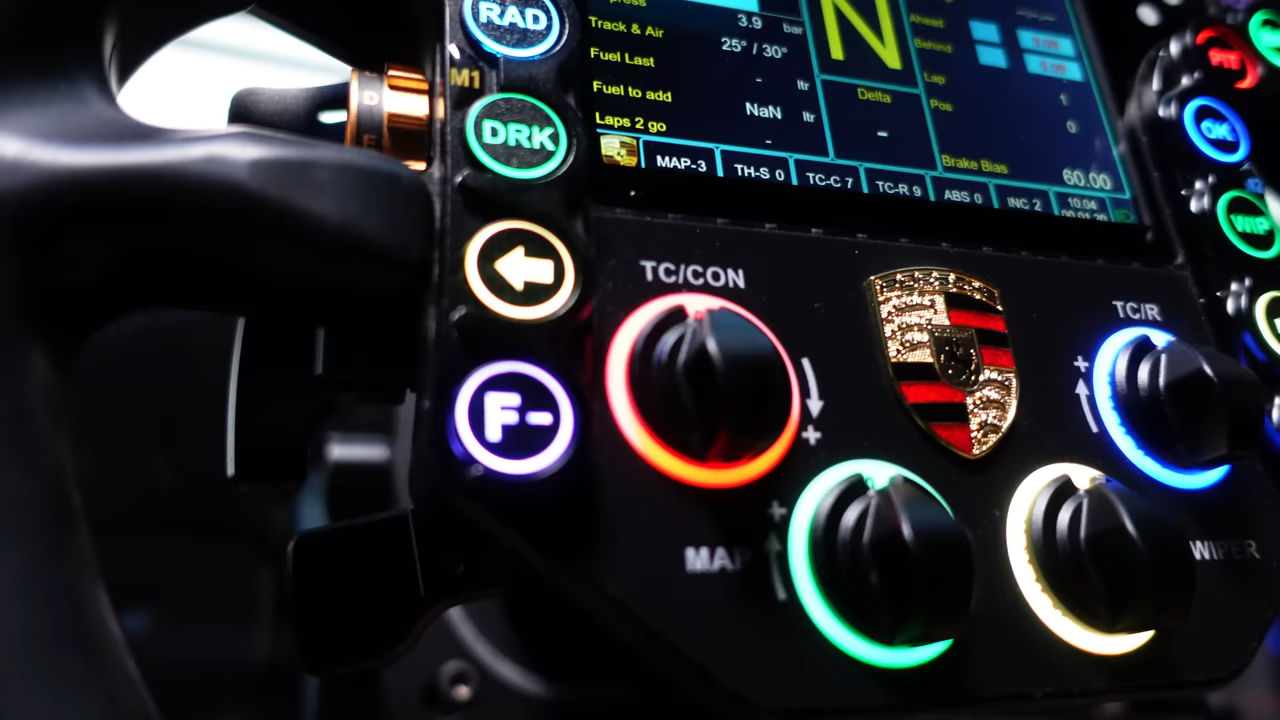 RAD
M1
DRK
F-
press
3.9 bar
Track & Air 25° / 30°
Fuel Last - ltr
Fuel to add NaN ltr
Laps 2 go -
N
Delta
-
Ahead
Behind
Lap 1
Pos 0
Brake Bias 60.00
MAP-3 TH-S 0 TC-C 7 TC-R 9 ABS 0 INC 2 10.04
PIT
OK
WIP
TC/CON
+
TC/R
+
MAP
+
WIPER